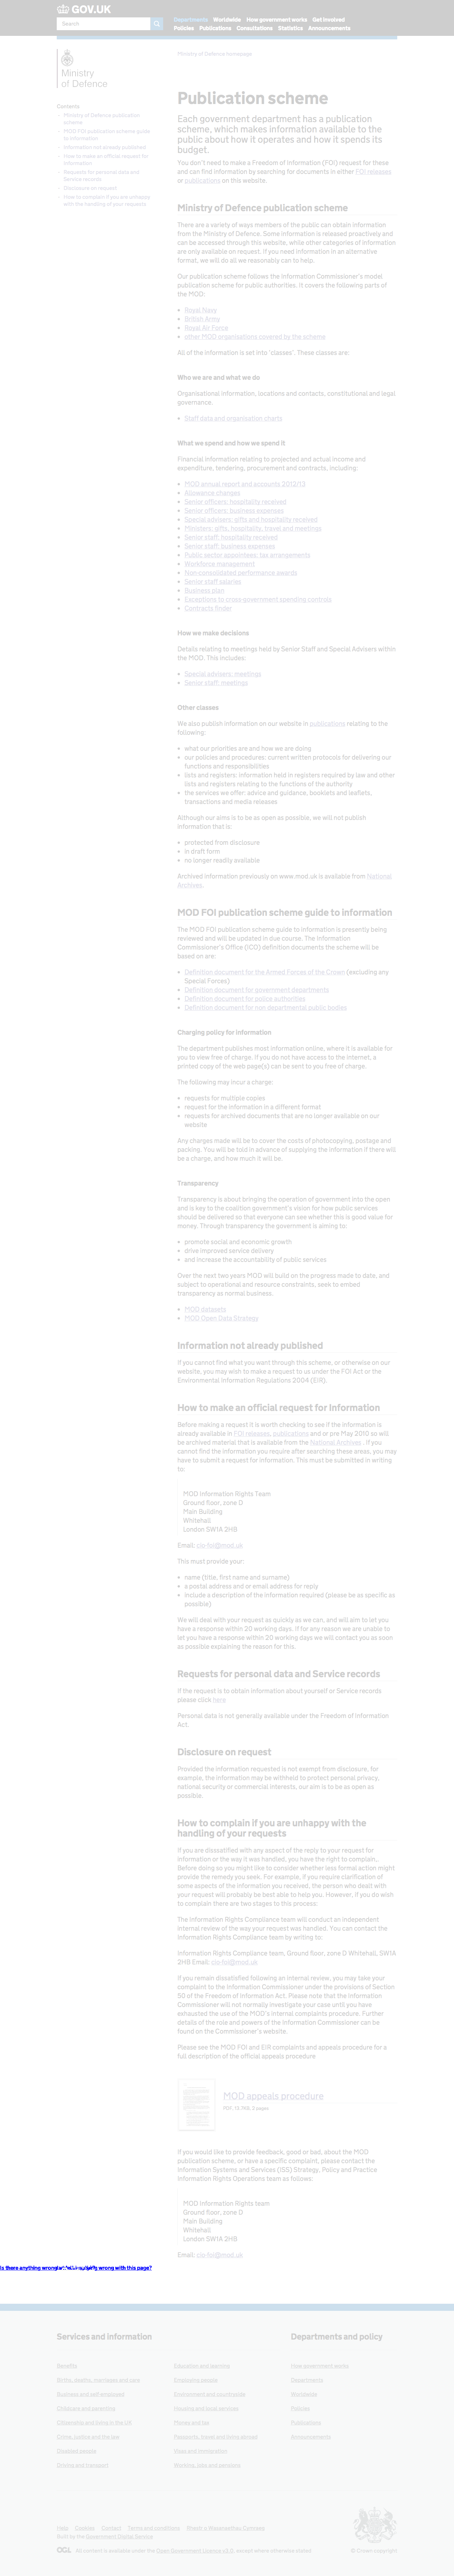 GOV.UK
Search
Departments Worldwide How government works Get involved
Policies Publications Consultations Statistics Announcements
Ministry
of Defence
Ministry of Defence homepage
Contents
Ministry of Defence publication
scheme
MOD FOI publication scheme guide
to information
Information not already published
How to make an official request for
Information
Requests for personal data and
Service records
Disclosure on request
How to complain if you are unhappy
with the handling of your requests
Publication scheme
Each government department has a publication
scheme, which makes information available to the
public about how it operates and how it spends its
budget.
You don't need to make a Freedom of Information (FOI) request for these
and can find information by searching for documents in either FOI releases
or publications on this website.
Ministry of Defence publication scheme
There are a variety of ways members of the public can obtain information
from the Ministry of Defence. Some information is released proactively and
can be accessed through this website, while other categories of information
are only available on request. If you need information in an alternative
format, we will do all we reasonably can to help.
Our publication scheme follows the Information Commissioner's model
publication scheme for public authorities. It covers the following parts of
the MOD:
Royal Navy
British Army
Royal Air Force
other MOD organisations covered by the scheme
All of the information is set into 'classes'. These classes are:
Who we are and what we do
Organisational information, locations and contacts, constitutional and legal
governance.
Staff data and organisation charts
What we spend and how we spend it
Financial information relating to projected and actual income and
expenditure, tendering, procurement and contracts, including:
MOD annual report and accounts 2012/13
Allowance changes
Senior officers: hospitality received
Senior officers: business expenses
Special advisers: gifts and hospitality received
Ministers: gifts, hospitality, travel and meetings
Senior staff: hospitality received
Senior staff: business expenses
Public sector appointees: tax arrangements
Workforce management
Non-consolidated performance awards
Senior staff salaries
Business plan
Exceptions to cross-government spending controls
Contracts finder
How we make decisions
Details relating to meetings held by Senior Staff and Special Advisers within
the MOD. This includes:
Special advisers: meetings
Senior staff: meetings
Other classes
We also publish information on our website in publications relating to the
following:
what our priorities are and how we are doing
our policies and procedures: current written protocols for delivering our
functions and responsibilities
lists and registers: information held in registers required by law and other
lists and registers relating to the functions of the authority
the services we offer: advice and guidance, booklets and leaflets,
transactions and media releases
Although our aims is to be as open as possible, we will not publish
information that is:
protected from disclosure
in draft form
no longer readily available
Archived information previously on www.mod.uk is available from National
Archives.
MOD FOI publication scheme guide to information
The MOD FOI publication scheme guide to information is presently being
reviewed and will be updated in due course. The Information
Commissioner's Office (ICO) definition documents the scheme will be
based on are:
Definition document for the Armed Forces of the Crown (excluding any
Special Forces)
Definition document for government departments
Definition document for police authorities
Definition document for non departmental public bodies
Charging policy for information
The department publishes most information online, where it is available for
you to view free of charge. If you do not have access to the internet, a
printed copy of the web page(s) can be sent to you free of charge.
The following may incur a charge:
requests for multiple copies
request for the information in a different format
requests for archived documents that are no longer available on our
website
Any charges made will be to cover the costs of photocopying, postage and
packing. You will be told in advance of supplying the information if there will
be a charge, and how much it will be.
Transparency
Transparency is about bringing the operation of government into the open
and is key to the coalition government's vision for how public services
should be delivered so that everyone can see whether this is good value for
money. Through transparency the government is aiming to:
promote social and economic growth
drive improved service delivery
and increase the accountability of public services
Over the next two years MOD will build on the progress made to date, and
subject to operational and resource constraints, seek to embed
transparency as normal business.
MOD datasets
MOD Open Data Strategy
Information not already published
If you cannot find what you want through this scheme, or otherwise on our
website, you may wish to make a request to us under the FOI Act or the
Environmental Information Regulations 2004 (EIR).
How to make an official request for Information
Before making a request it is worth checking to see if the information is
already available in FOI releases, publications and or pre May 2010 so will
be archived material that is available from the National Archives . If you
cannot find the information you require after searching these areas, you may
need to submit a request for information. This must be submitted in writing
to:
MOD Information Rights Team
Ground floor, zone D
Main Building
Whitehall
London SW1A 2HB
Email: cio-foi@mod.uk
This must provide your:
name (title, first name and surname)
a postal address and or email address for reply
include a description of the information required (please be as specific as
possible)
We will deal with your request as quickly as we can, and will aim to let you
have a response within 20 working days. If for any reason we are unable to
let you have a response within 20 working days we will contact you as soon
as possible explaining the reason for this.
Requests for personal data and Service records
If the request is to obtain information about yourself or Service records
please click here
Personal data is not generally available under the Freedom of Information
Act.
Disclosure on request
Provided the information requested is not exempt from disclosure, for
example, the information may be withheld to protect personal privacy,
national security or commercial interests, our aim is to be as open as
possible.
How to complain if you are unhappy with the
handling of your requests
If you are dissatisfied with any aspect of the reply to your request for
information or the way it was handled, you have the right to complain..
Before doing so you might like to consider whether less formal action might
provide the remedy you seek. For example, if you require clarification of
some aspects of the information you received, the person who dealt with
your request will probably be best able to help you. However, if you do wish
to complain there are two stages to this process:
The Information Rights Compliance team will conduct an independent
internal review of the way your request was handled. You can contact the
Information Rights Compliance team by writing to:
Information Rights Compliance team, Ground floor, zone D Whitehall, SW1A
2HB Email: cio-foi@mod.uk
If you remain dissatisfied following an internal review, you may take your
complaint to the Information Commissioner under the provisions of Section
50 of the Freedom of Information Act. Please note that the Information
Commissioner will not normally investigate your case until you have
exhausted the use of the MOD's internal complaints procedure. Further
details of the role and powers of the Information Commissioner can be
found on the Commissioner's website.
Please see the MOD FOI and EIR complaints and appeals procedure for a
full description of the official appeals procedure
MOD appeals procedure
PDF, 13.7KB, 2 pages
If you would like to provide feedback, good or bad, about the MOD
publication scheme, or have a specific complaint, please contact the
Information Systems and Services (ISS) Strategy, Policy and Practice
Information Rights Operations team as follows:
MOD Information Rights team
Ground floor, zone D
Main Building
Whitehall
London SW1A 2HB
Email: cio-foi@mod.uk
Is there anything wrong with this page?
Services and information
Benefits
Births, deaths, marriages and care
Business and self-employed
Childcare and parenting
Citizenship and living in the UK
Crime, justice and the law
Disabled people
Driving and transport
Education and learning
Employing people
Environment and countryside
Housing and local services
Money and tax
Passports, travel and living abroad
Visas and immigration
Working, jobs and pensions
Departments and policy
How government works
Departments
Worldwide
Policies
Publications
Announcements
Help Cookies Contact Terms and conditions Rhestr o Wasanaethau Cymraeg
Built by the Government Digital Service
OGL All content is available under the Open Government Licence v3.0, except where otherwise stated
© Crown copyright